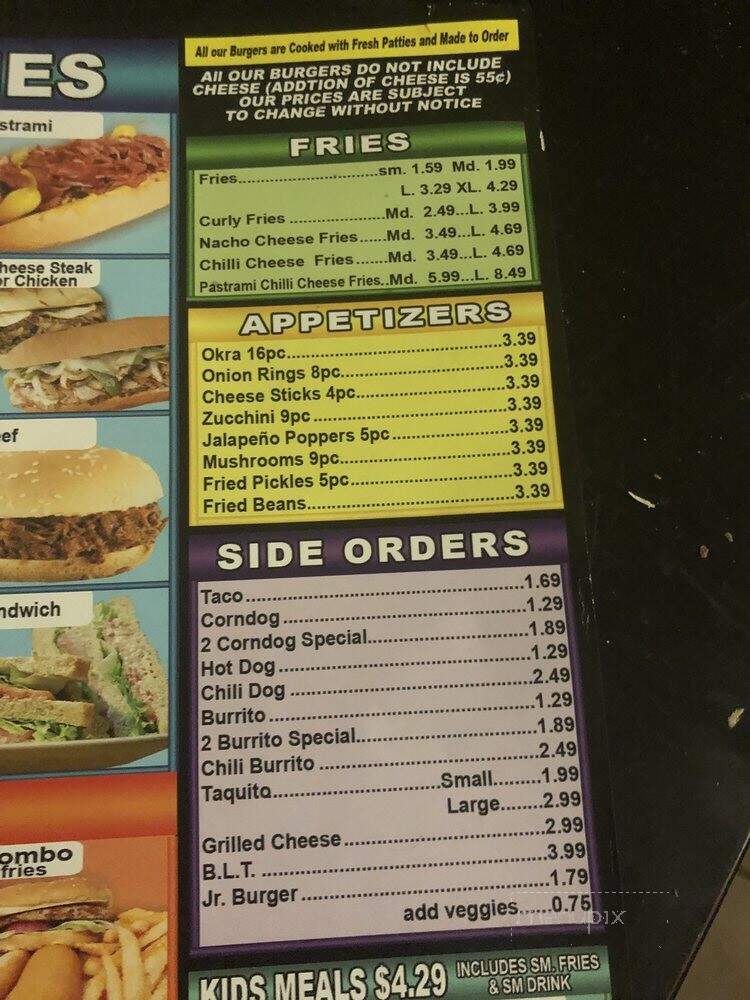 ES
strami
heese Steak
r Chicken
ef
ndwich
ombo
fries
All our Burgers are Cooked with Fresh Patties and Made to Order
All OUR BURGERS DO NOT INCLUDE
CHEESE (ADDTION OF CHEESE IS 55¢)
OUR PRICES ARE SUBJECT
TO CHANGE WITHOUT NOTICE
FRIES
Fries..............................sm. 1.59 Md. 1.99
L. 3.29 XL. 4.29
Curly Fries ....................Md. 2.49...L. 3.99
Nacho Cheese Fries......Md. 3.49...L. 4.69
Chilli Cheese Fries.......Md. 3.49...L. 4.69
Pastrami Chilli Cheese Fries..Md. 5.99...L. 8.49
APPETIZERS
Okra 16pc........................................3.39
Onion Rings 8pc..............................3.39
Cheese Sticks 4pc...........................3.39
Zucchini 9pc....................................3.39
Jalapeño Poppers 5pc.....................3.39
Mushrooms 9pc...............................3.39
Fried Pickles 5pc.............................3.39
Fried Beans......................................3.39
SIDE ORDERS
Taco..................................................1.69
Corndog............................................1.29
2 Corndog Special............................1.89
Hot Dog.............................................1.29
Chili Dog...........................................2.49
Burrito...............................................1.29
2 Burrito Special...............................1.89
Chili Burrito ......................................2.49
Taquito..............................Small.........1.99
Large........2.99
Grilled Cheese..................................2.99
B.L.T. ................................................3.99
Jr. Burger..........................................1.79
add veggies......0.75
KIDS MEALS $4.29 INCLUDES SM. FRIES
& SM DRINK
menupix